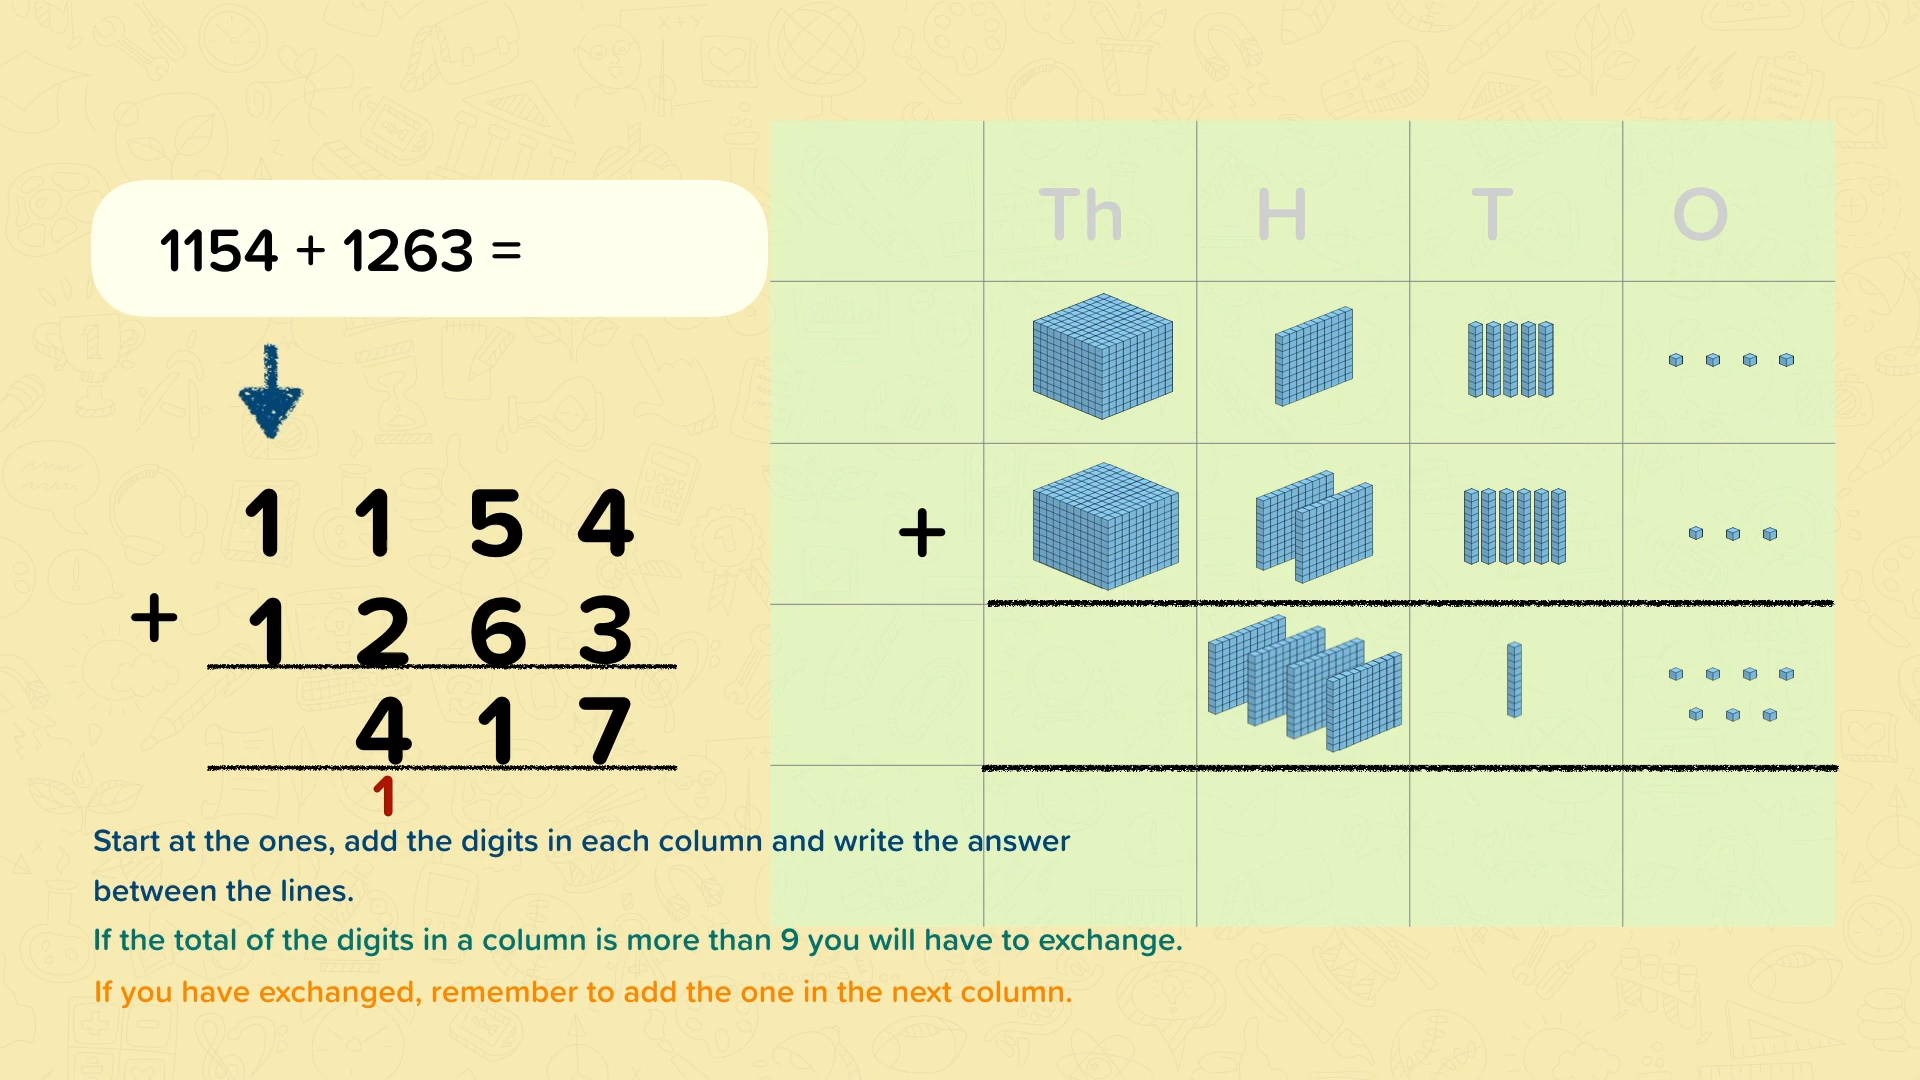 1154 + 1263 =
Th H T O
1 1 5 4
+ 1 2 6 3
+
4 1 7
1
Start at the ones, add the digits in each column and write the answer
between the lines.
If the total of the digits in a column is more than 9 you will have to exchange.
If you have exchanged, remember to add the one in the next column.